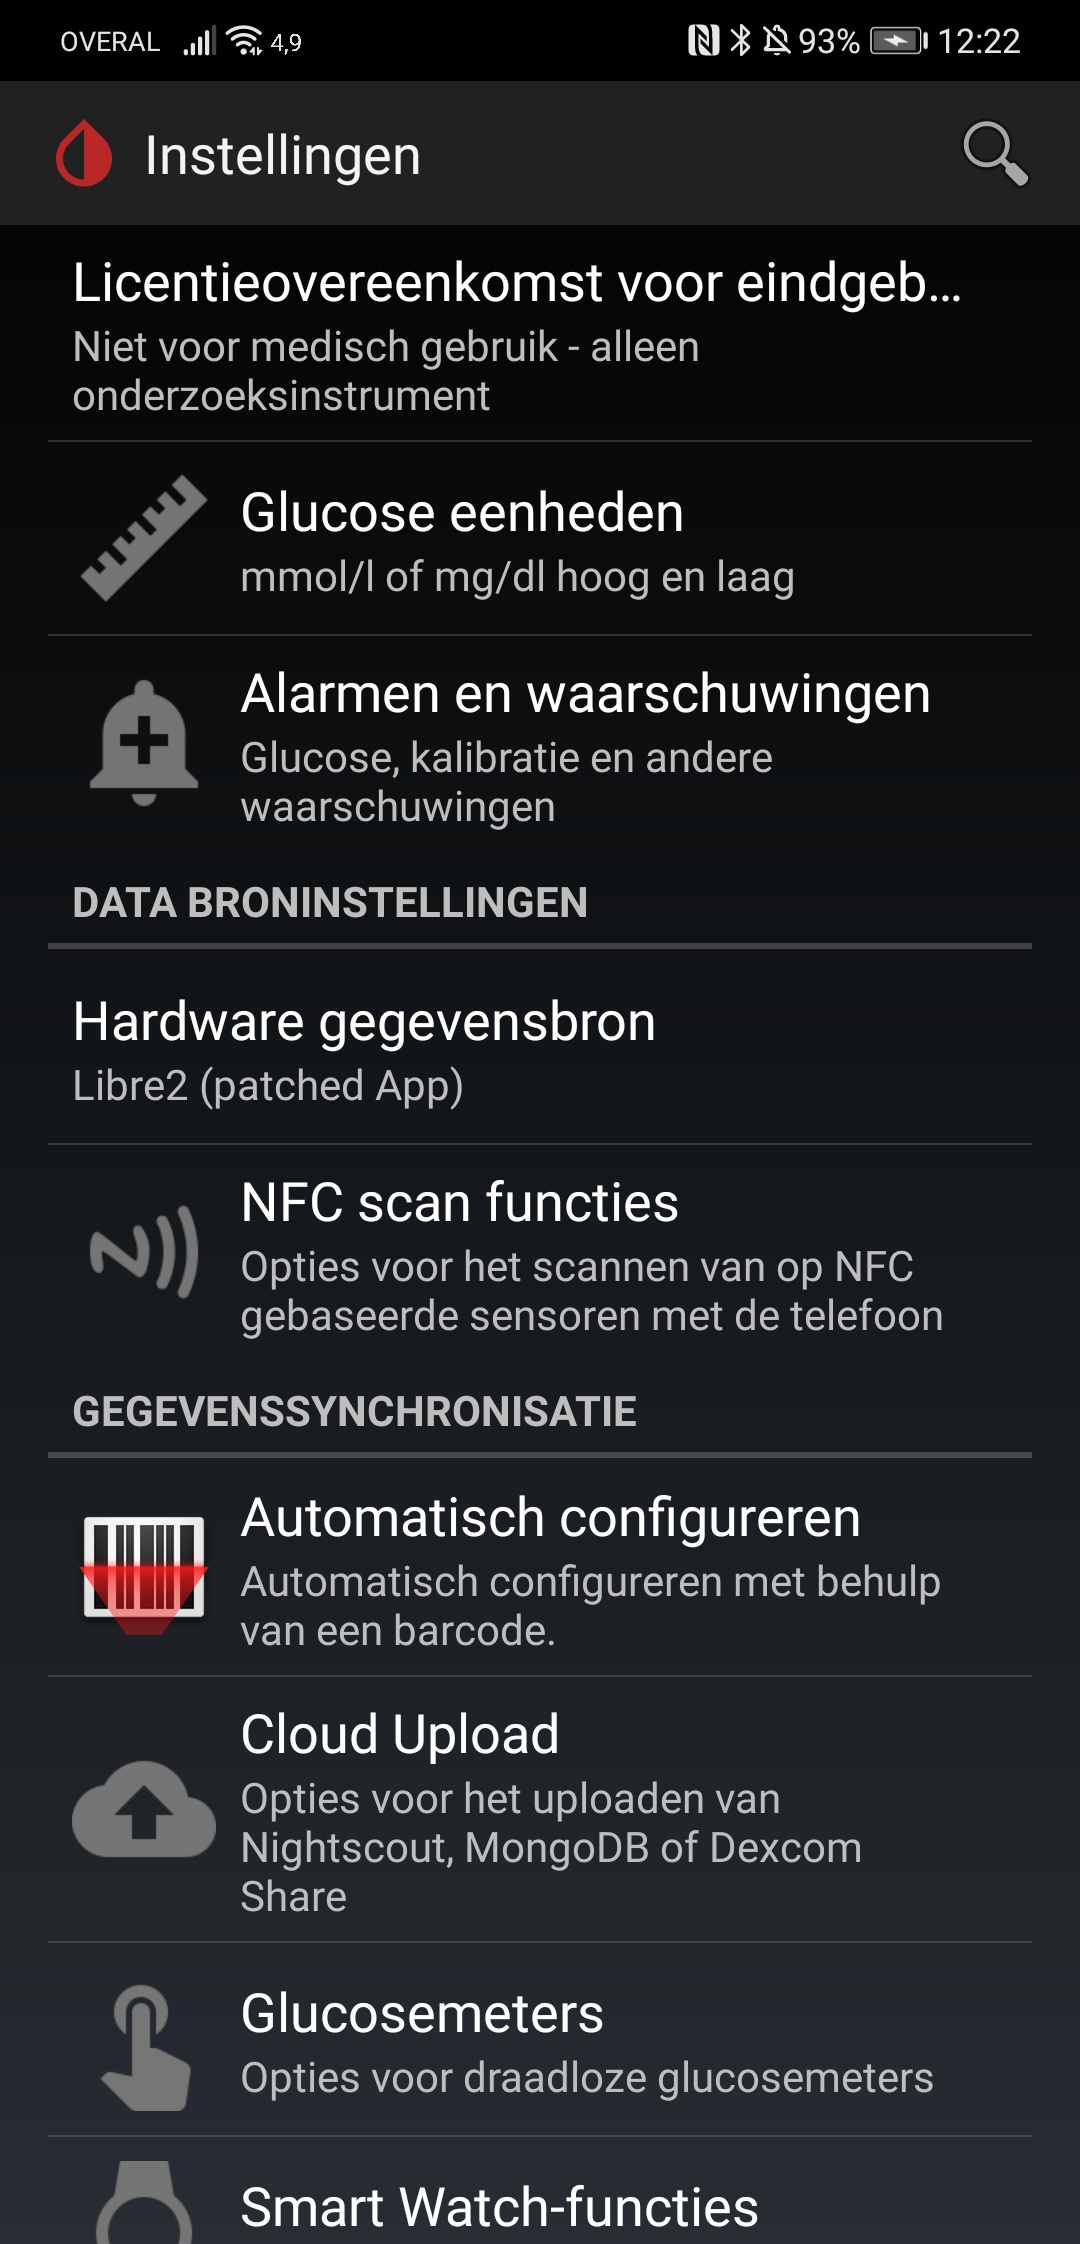 OVERAL 4,9 93% 12:22
Instellingen
Licentieovereenkomst voor eindgeb...
Niet voor medisch gebruik - alleen
onderzoeksinstrument
Glucose eenheden
mmol/l of mg/dl hoog en laag
Alarmen en waarschuwingen
Glucose, kalibratie en andere
waarschuwingen
DATA BRONINSTELLINGEN
Hardware gegevensbron
Libre2 (patched App)
NFC scan functies
Opties voor het scannen van op NFC
gebaseerde sensoren met de telefoon
GEGEVENSSYNCHRONISATIE
Automatisch configureren
Automatisch configureren met behulp
van een barcode.
Cloud Upload
Opties voor het uploaden van
Nightscout, MongoDB of Dexcom
Share
Glucosemeters
Opties voor draadloze glucosemeters
Smart Watch-functies